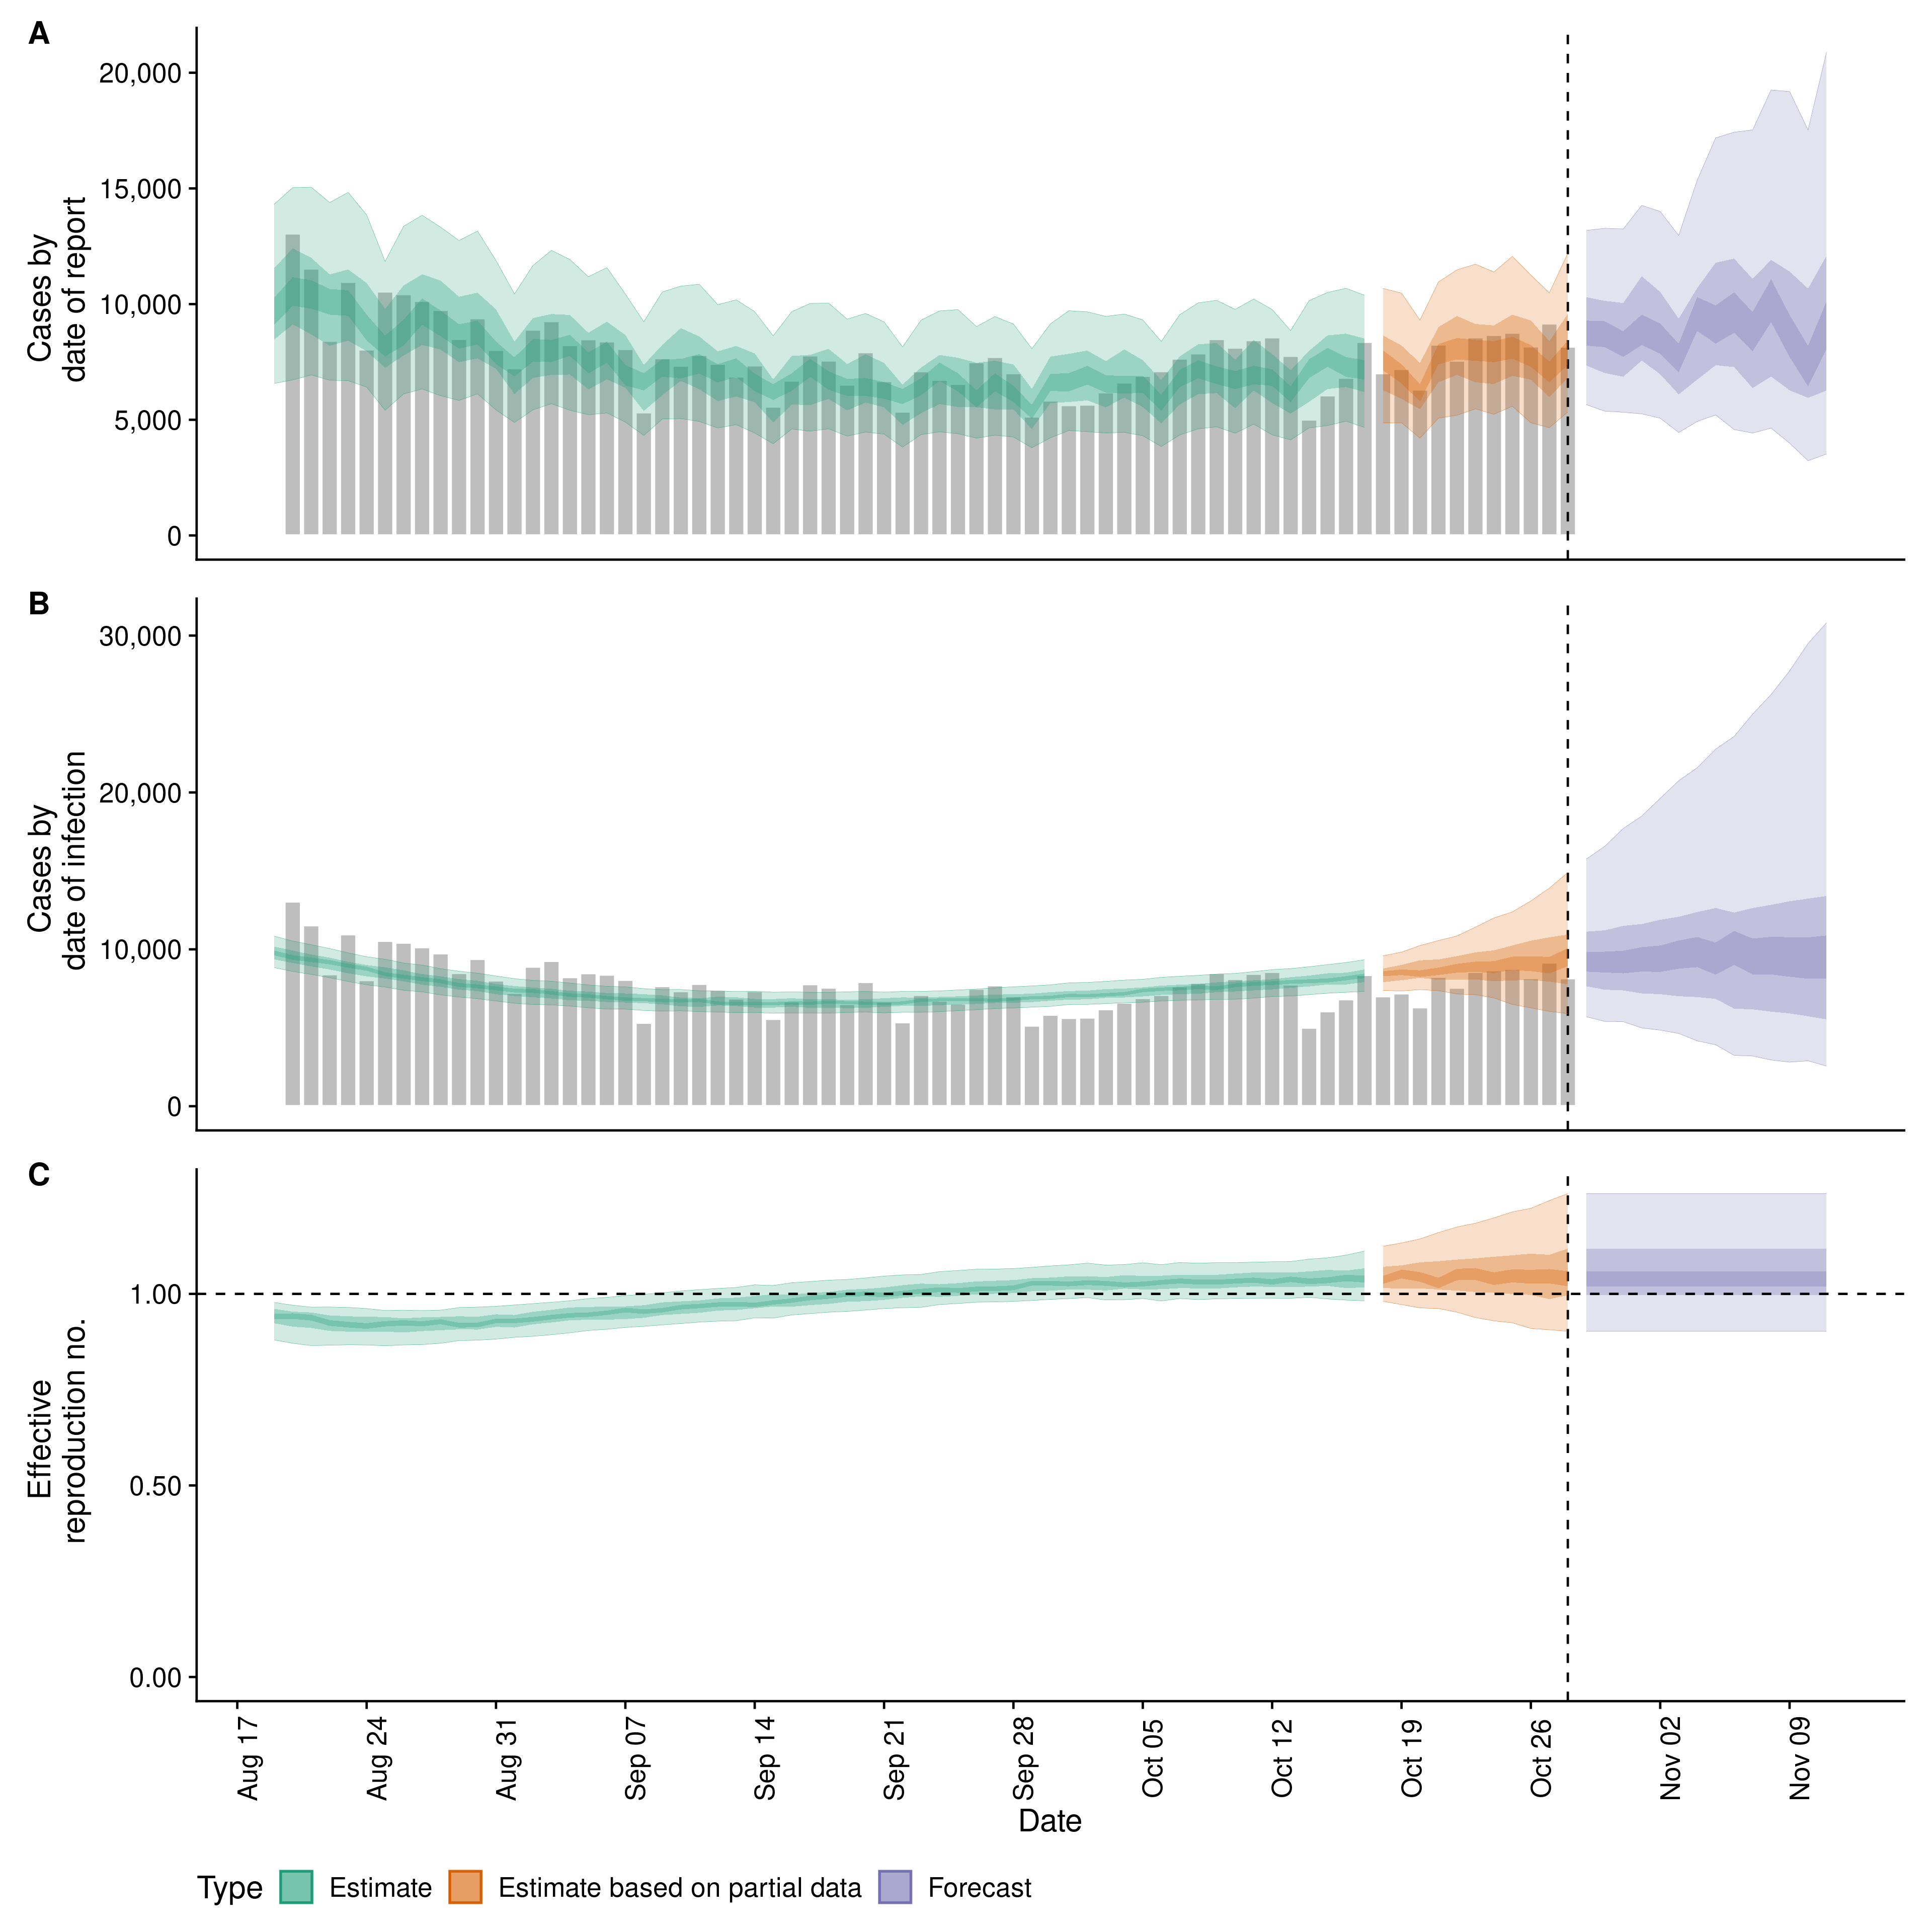 A
Cases by
date of report
20,000
15,000
10,000
5,000
0
B
Cases by
date of infection
30,000
20,000
10,000
0
C
Effective
reproduction no.
1.00
0.50
0.00
Aug 17
Aug 24
Aug 31
Sep 07
Sep 14
Sep 21
Sep 28
Oct 05
Oct 12
Oct 19
Oct 26
Nov 02
Nov 09
Date
Type Estimate Estimate based on partial data Forecast